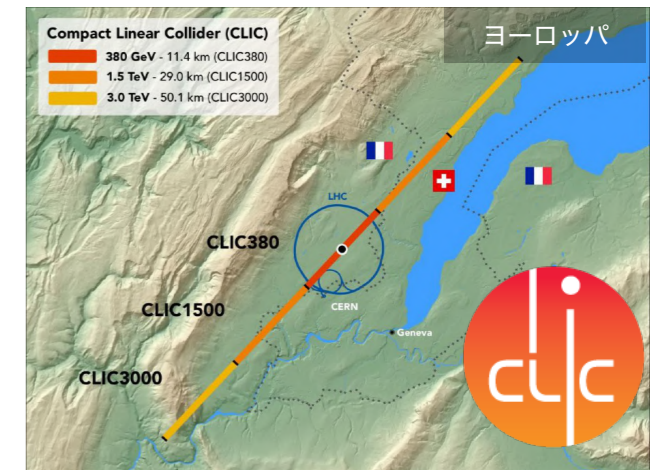 Compact Linear Collider (CLIC)
380 GeV - 11.4 km (CLIC380)
1.5 TeV - 29.0 km (CLIC1500)
3.0 TeV - 50.1 km (CLIC3000)
ヨーロッパ
LHC
CLIC380
CLIC1500
CERN
Geneva
CLIC3000
clic